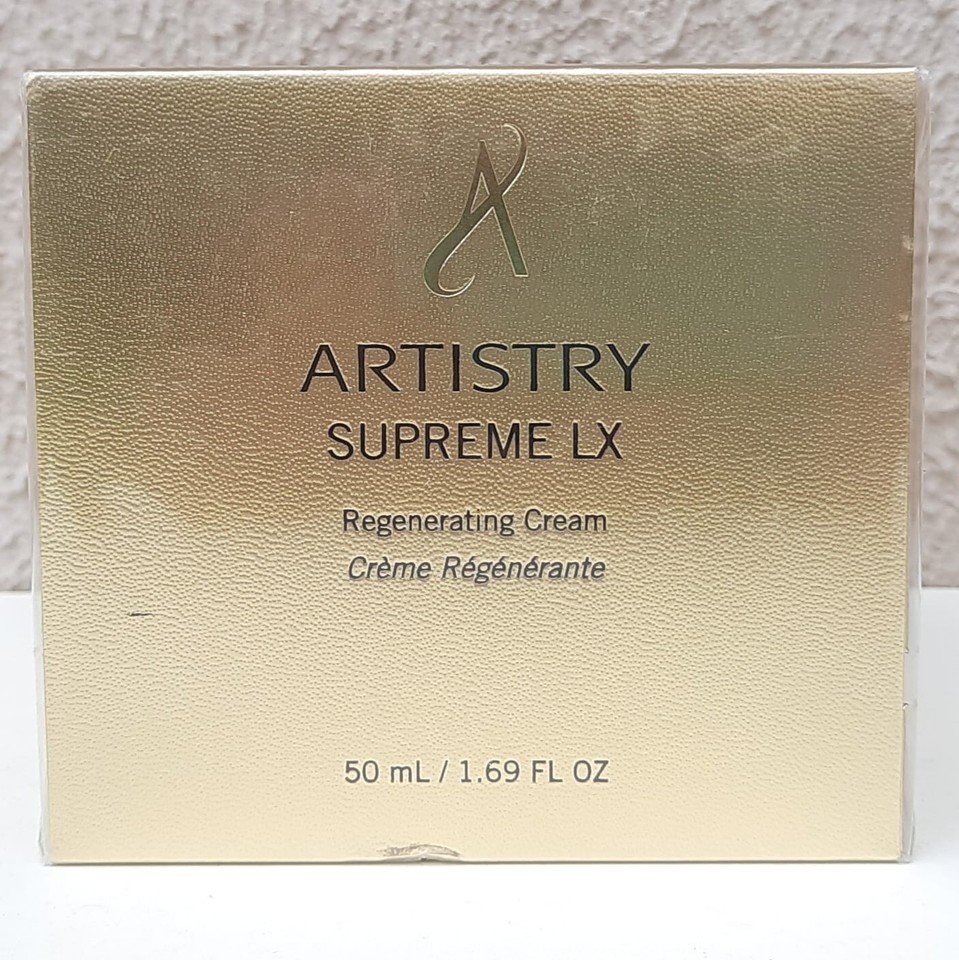 ARTISTRY
SUPREME LX
Regenerating Cream
Crème Régénérante
50 mL / 1.69 FL OZ